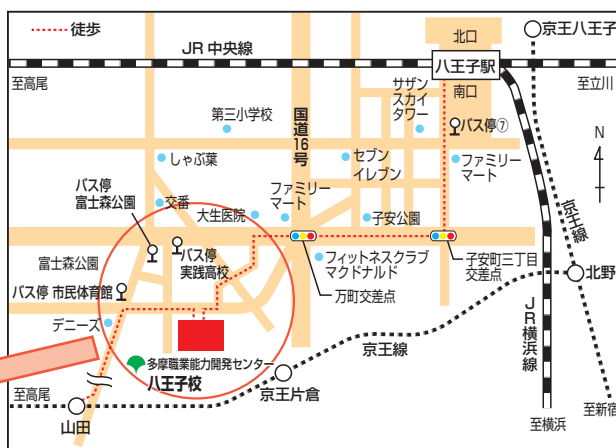 徒歩
京王八王子
北口
JR中央線
八王子駅
至高尾
至立川
南口
サザン
スカイ
タワー
国道16号
第三小学校
バス停⑦
N
しゃぶ葉
セブン
イレブン
ファミリー
マート
バス停
富士森公園
交番
ファミリー
マート
大生医院
子安公園
京王線
富士森公園
バス停
実践高校
フィットネスクラブ
マクドナルド
子安町三丁目
交差点
北野
バス停 市民体育館
万町交差点
デニーズ
JR横浜線
京王線
多摩職業能力開発センター
八王子校
京王片倉
至高尾
山田
至横浜
至新宿